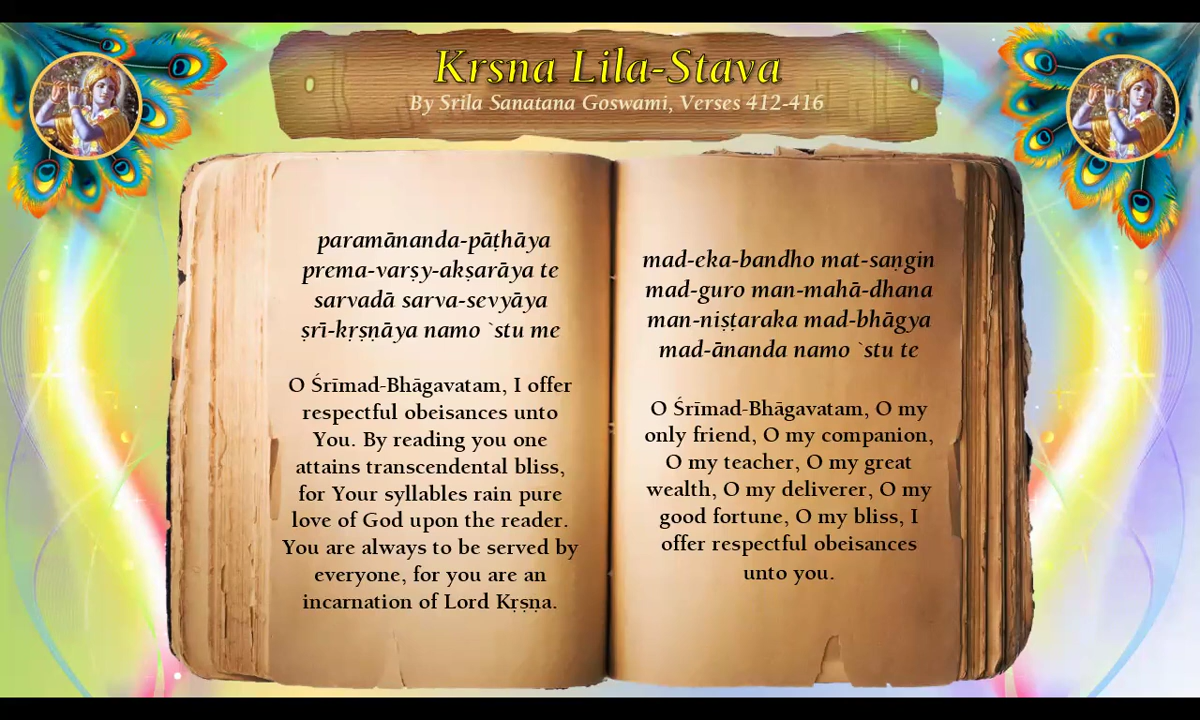 Krsna Lila-Stava
By Srila Sanatana Goswami, Verses 412-416
paramānanda-pāṭhāya
prema-varṣy-akṣarāya te
sarvadā sarva-sevyāya
ṣrī-kṛṣṇāya namo `stu me
O Śrīmad-Bhāgavatam, I offer
respectful obeisances unto
You. By reading you one
attains transcendental bliss,
for Your syllables rain pure
love of God upon the reader.
You are always to be served by
everyone, for you are an
incarnation of Lord Kṛṣṇa.
mad-eka-bandho mat-saṇgin
mad-guro man-mahā-dhana
man-niṣṭaraka mad-bhāgya
mad-ānanda namo `stu te
O Śrīmad-Bhāgavatam, O my
only friend, O my companion,
O my teacher, O my great
wealth, O my deliverer, O my
good fortune, O my bliss, I
offer respectful obeisances
unto you.